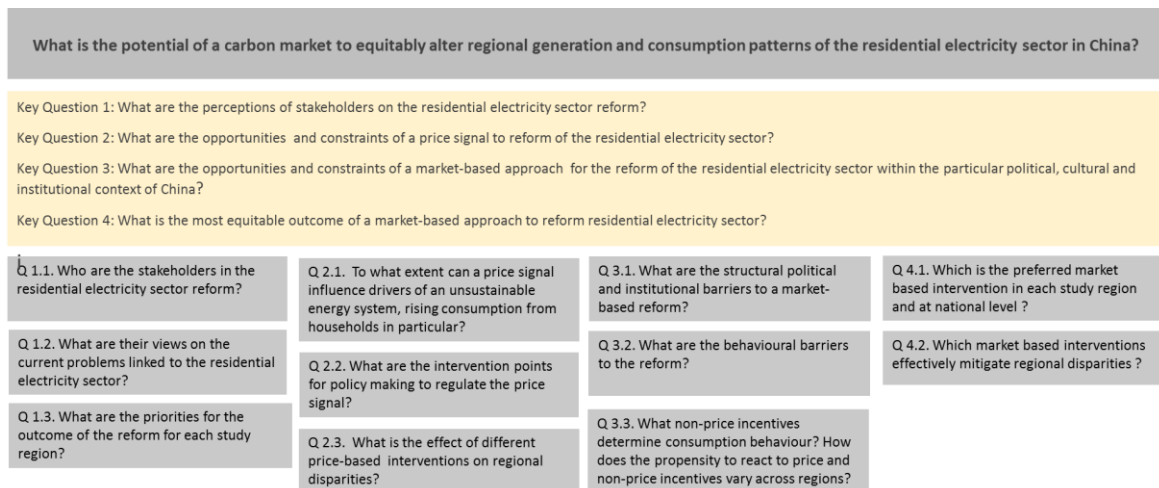 What is the potential of a carbon market to equitably alter regional generation and consumption patterns of the residential electricity sector in China?
Key Question 1: What are the perceptions of stakeholders on the residential electricity sector reform?
Key Question 2: What are the opportunities and constraints of a price signal to reform of the residential electricity sector?
Key Question 3: What are the opportunities and constraints of a market-based approach for the reform of the residential electricity sector within the particular political, cultural and
institutional context of China?
Key Question 4: What is the most equitable outcome of a market-based approach to reform residential electricity sector?
Q 1.1. Who are the stakeholders in the
residential electricity sector reform?
Q 1.2. What are their views on the
current problems linked to the residential
electricity sector?
Q 1.3. What are the priorities for the
outcome of the reform for each study
region?
Q 2.1. To what extent can a price signal
influence drivers of an unsustainable
energy system, rising consumption from
households in particular?
Q 2.2. What are the intervention points
for policy making to regulate the price
signal?
Q 2.3. What is the effect of different
price-based interventions on regional
disparities?
Q 3.1. What are the structural political
and institutional barriers to a market-
based reform?
Q 3.2. What are the behavioural barriers
to the reform?
Q 3.3. What non-price incentives
determine consumption behaviour? How
does the propensity to react to price and
non-price incentives vary across regions?
Q 4.1. Which is the preferred market
based intervention in each study region
and at national level ?
Q 4.2. Which market based interventions
effectively mitigate regional disparities ?